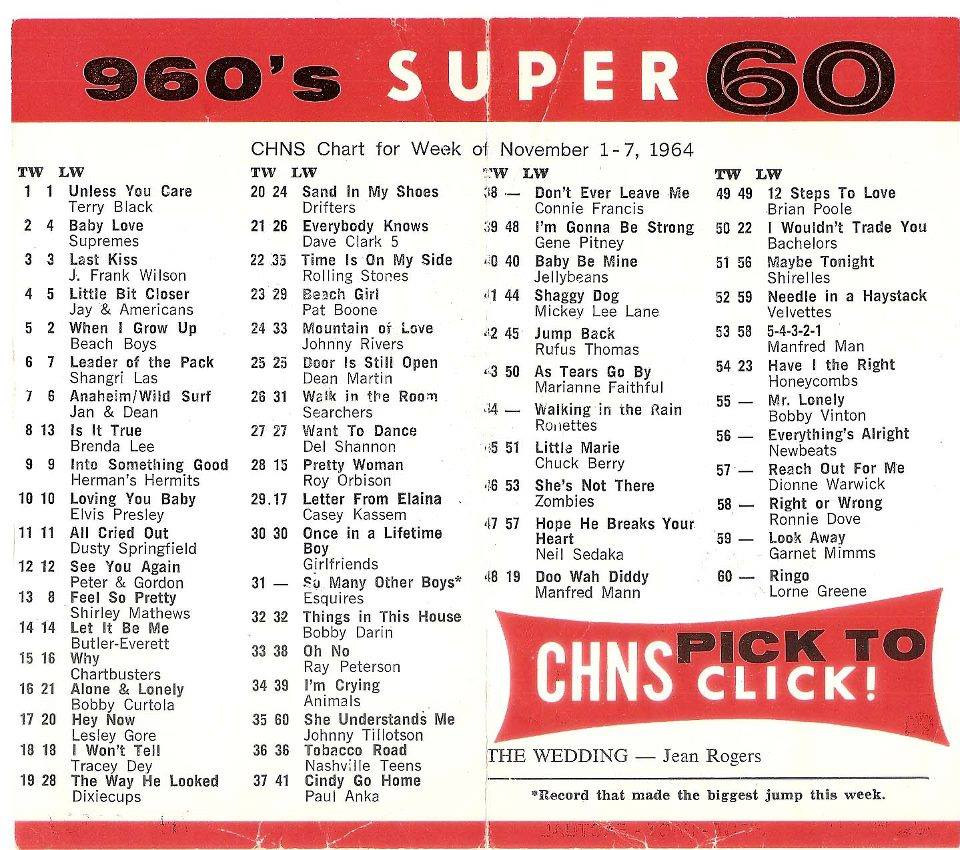 960's SUPER 60
CHNS Chart for Week of November 1-7, 1964
TW LW
1 1 Unless You Care
Terry Black
2 4 Baby Love
Supremes
3 3 Last Kiss
J. Frank Wilson
4 5 Little Bit Closer
Jay & Americans
5 2 When I Grow Up
Beach Boys
6 7 Leader of the Pack
Shangri Las
7 6 Anaheim/Wild Surf
Jan & Dean
8 13 Is It True
Brenda Lee
9 9 Into Something Good
Herman's Hermits
10 10 Loving You Baby
Elvis Presley
11 11 All Cried Out
Dusty Springfield
12 12 See You Again
Peter & Gordon
13 8 Feel So Pretty
Shirley Mathews
14 14 Let It Be Me
Butler-Everett
15 16 Why
Chartbusters
16 21 Alone & Lonely
Bobby Curtola
17 20 Hey Now
Lesley Gore
18 18 I Won't Tell
Tracey Dey
19 28 The Way He Looked
Dixiecups
TW LW
20 24 Sand In My Shoes
Drifters
21 26 Everybody Knows
Dave Clark 5
22 35 Time Is On My Side
Rolling Stones
23 29 Beach Girl
Pat Boone
24 33 Mountain of Love
Johnny Rivers
25 25 Door Is Still Open
Dean Martin
26 31 Walk in the Room
Searchers
27 27 Want To Dance
Del Shannon
28 15 Pretty Woman
Roy Orbison
29.17 Letter From Elaina
Casey Kassem
30 30 Once in a Lifetime
Boy
Girlfriends
31 — So Many Other Boys*
Esquires
32 32 Things in This House
Bobby Darin
33 38 Oh No
Ray Peterson
34 39 I'm Crying
Animals
35 60 She Understands Me
Johnny Tillotson
36 36 Tobacco Road
Nashville Teens
37 41 Cindy Go Home
Paul Anka
TW LW
38 — Don't Ever Leave Me
Connie Francis
39 48 I'm Gonna Be Strong
Gene Pitney
40 40 Baby Be Mine
Jellybeans
41 44 Shaggy Dog
Mickey Lee Lane
42 45 Jump Back
Rufus Thomas
43 50 As Tears Go By
Marianne Faithful
44 — Walking in the Rain
Ronettes
45 51 Little Marie
Chuck Berry
46 53 She's Not There
Zombies
47 57 Hope He Breaks Your
Heart
Neil Sedaka
48 19 Doo Wah Diddy
Manfred Mann
TW LW
49 49 12 Steps To Love
Brian Poole
50 22 I Wouldn't Trade You
Bachelors
51 56 Maybe Tonight
Shirelles
52 59 Needle in a Haystack
Velvettes
53 58 5-4-3-2-1
Manfred Man
54 23 Have I the Right
Honeycombs
55 — Mr. Lonely
Bobby Vinton
56 — Everything's Alright
Newbeats
57 — Reach Out For Me
Dionne Warwick
58 — Right or Wrong
Ronnie Dove
59 — Look Away
Garnet Mimms
60 — Ringo
Lorne Greene
CHNS PICK TO
CLICK!
THE WEDDING — Jean Rogers
*Record that made the biggest jump this week.